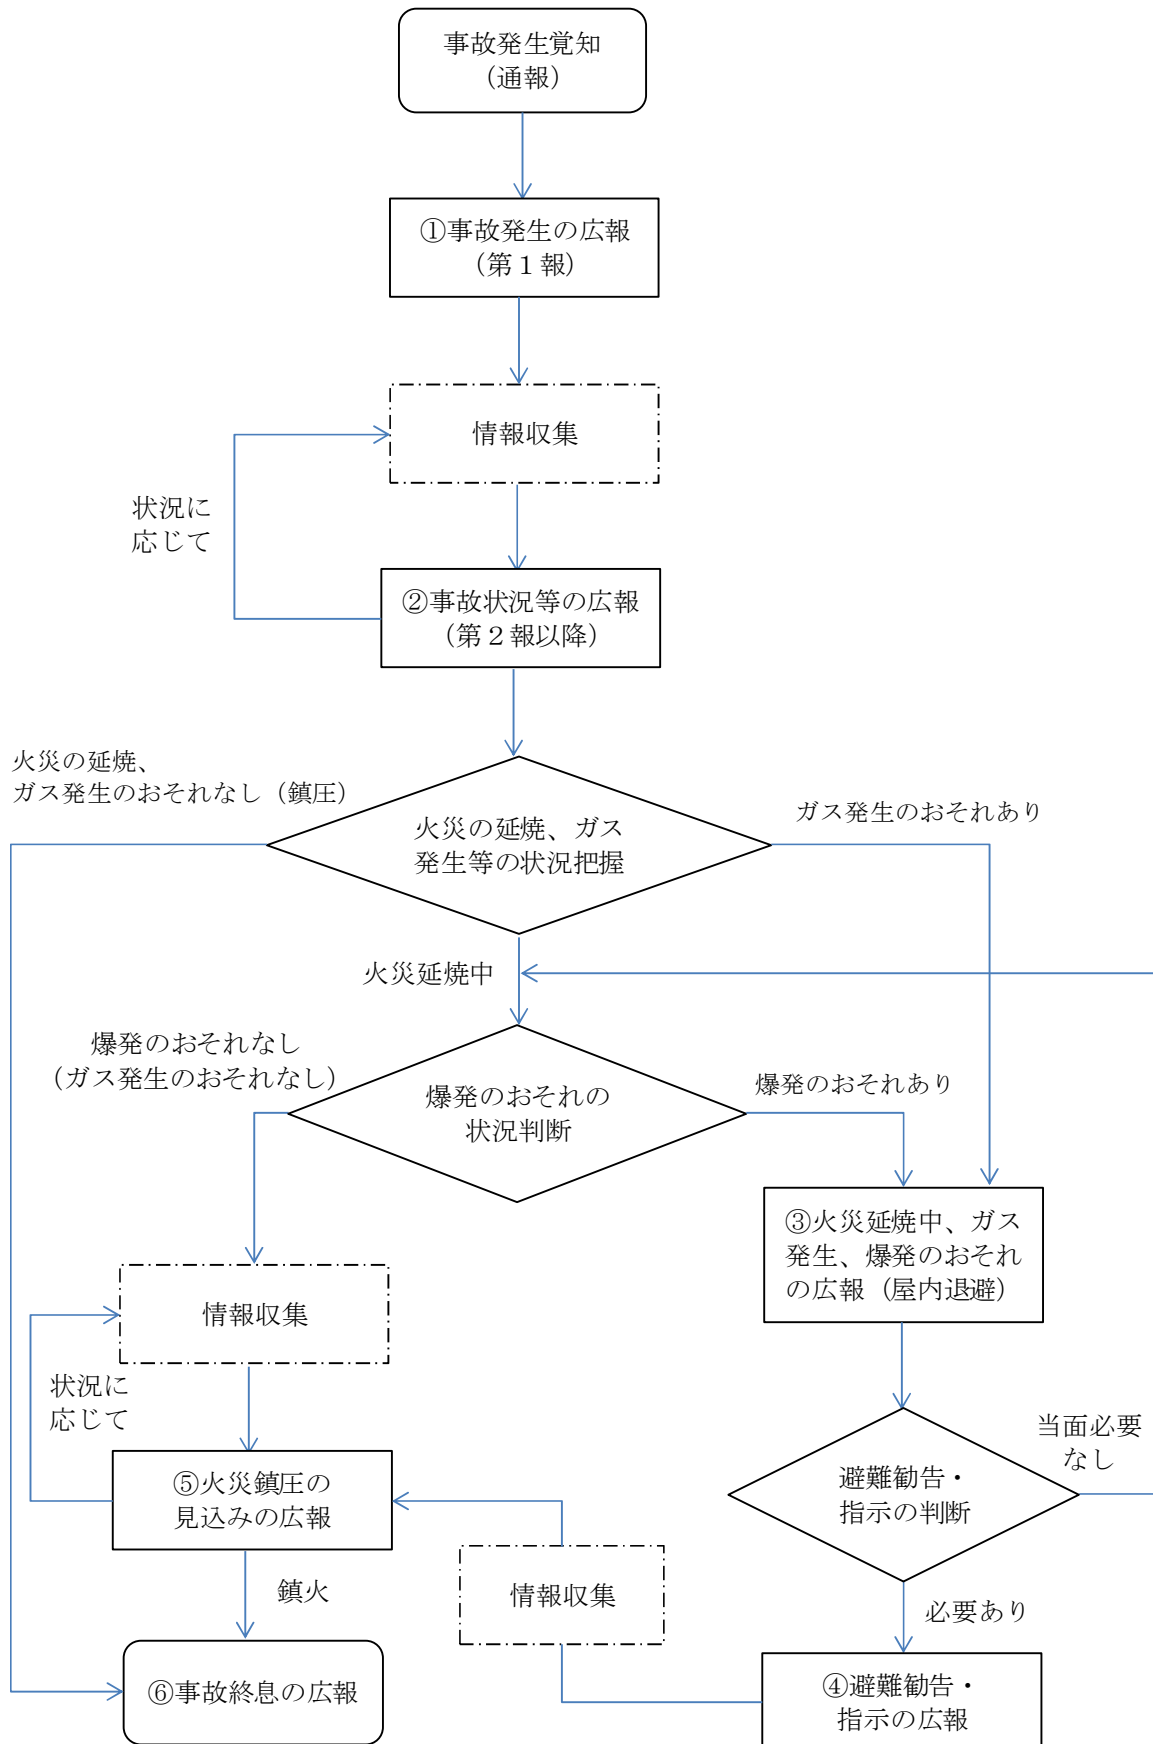 事故発生覚知
（通報）
①事故発生の広報
（第１報）
情報収集
状況に
応じて
②事故状況等の広報
（第２報以降）
火災の延焼、
ガス発生のおそれなし（鎮圧）
ガス発生のおそれあり
火災の延焼、ガス
発生等の状況把握
火災延焼中
爆発のおそれなし
（ガス発生のおそれなし）
爆発のおそれあり
爆発のおそれの
状況判断
③火災延焼中、ガス
発生、爆発のおそれ
の広報（屋内退避）
情報収集
状況に
応じて
当面必要
なし
⑤火災鎮圧の
見込みの広報
避難勧告・
指示の判断
鎮火
情報収集
必要あり
⑥事故終息の広報
④避難勧告・
指示の広報